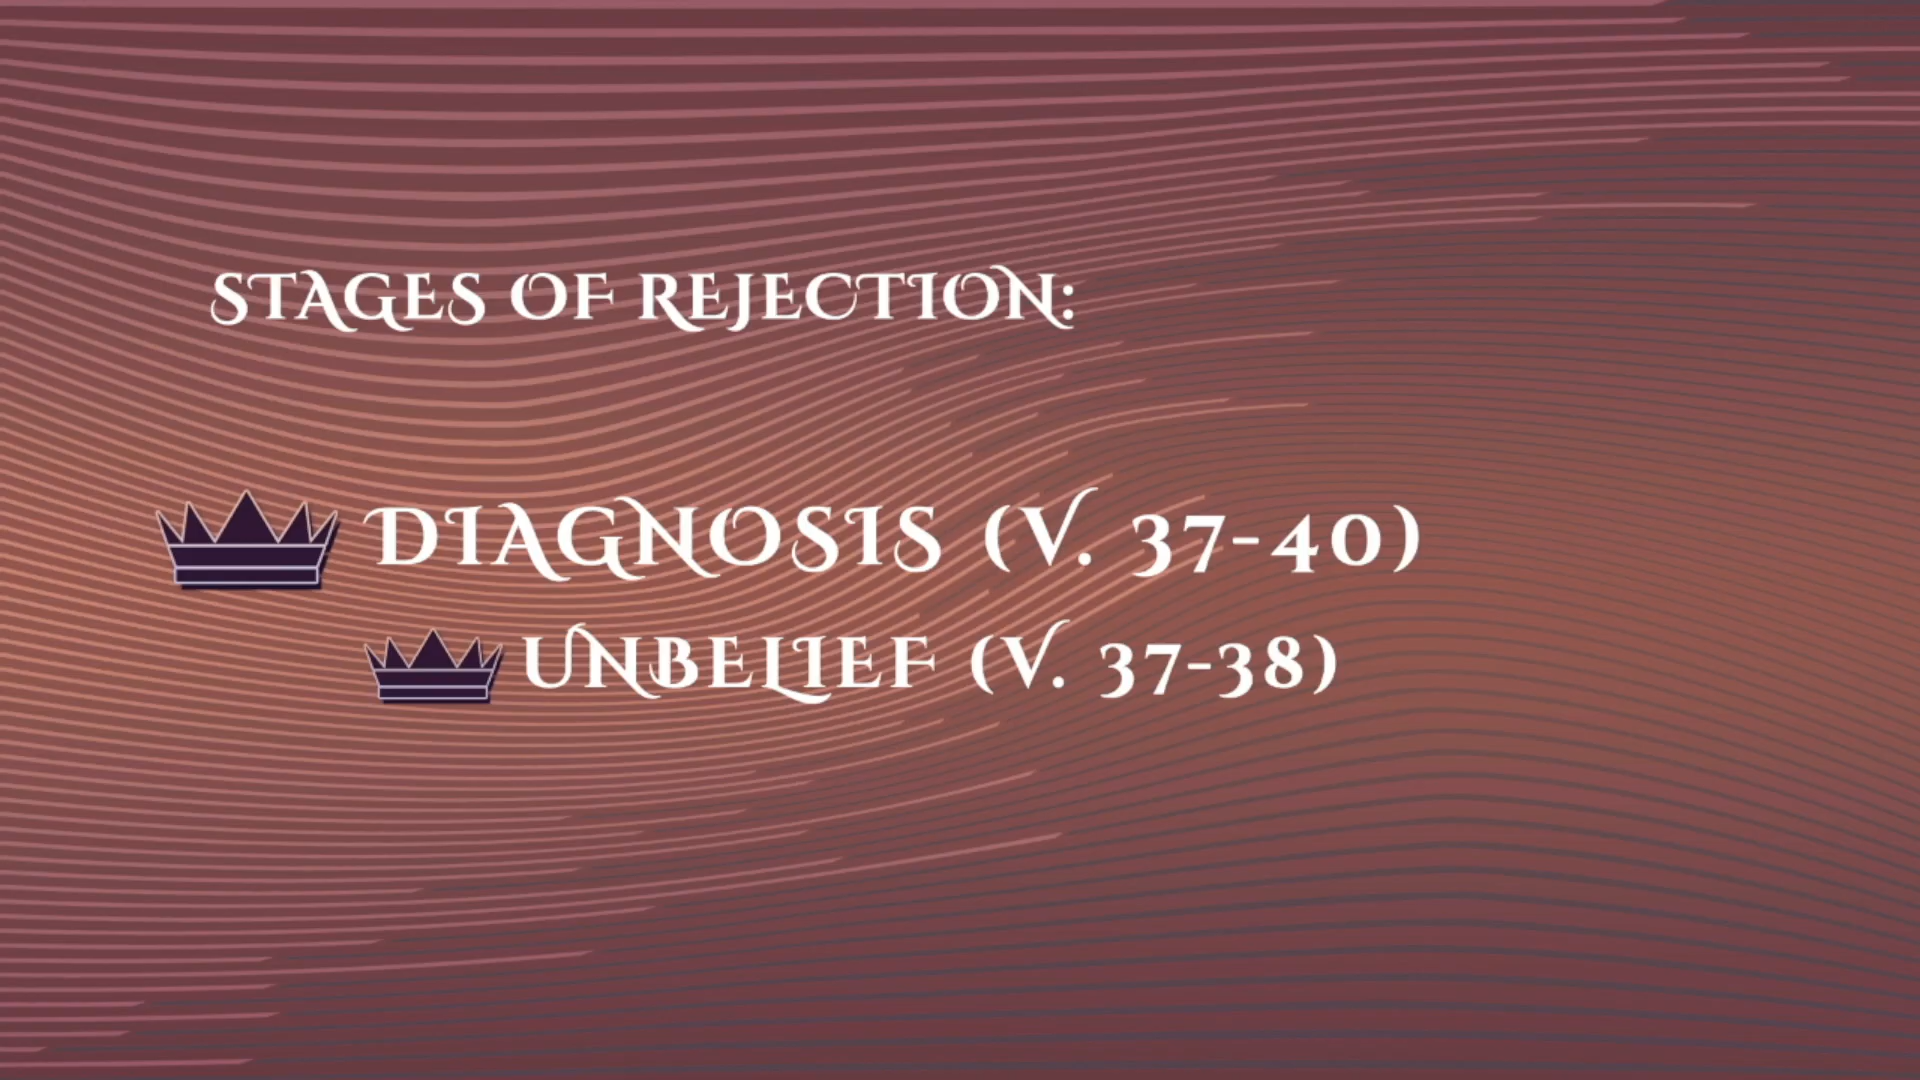 STAGES OF REJECTION:
DIAGNOSIS (V. 37-40)
UNBELIEF (V. 37-38)